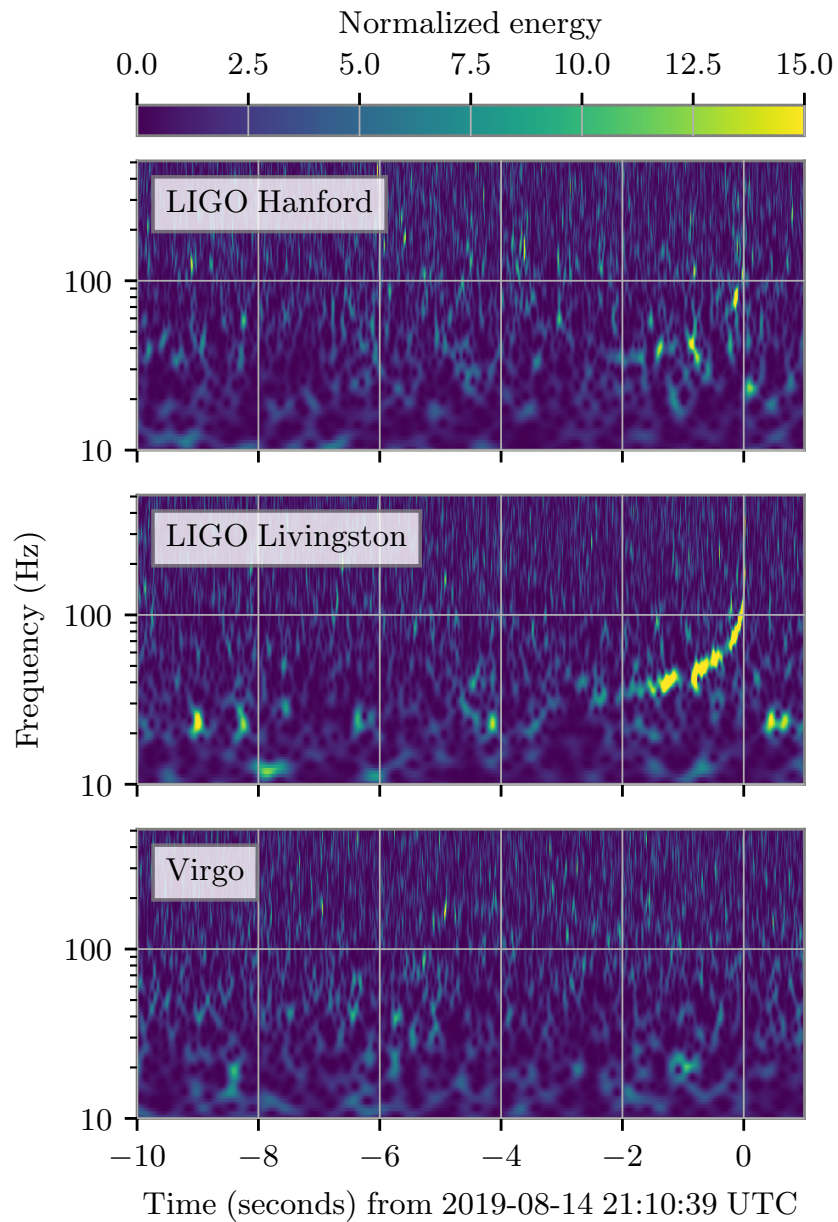 Normalized energy
0.0 2.5 5.0 7.5 10.0 12.5 15.0
LIGO Hanford
100
10
LIGO Livingston
100
10
Frequency (Hz)
Virgo
100
10
−10 −8 −6 −4 −2 0
Time (seconds) from 2019-08-14 21:10:39 UTC